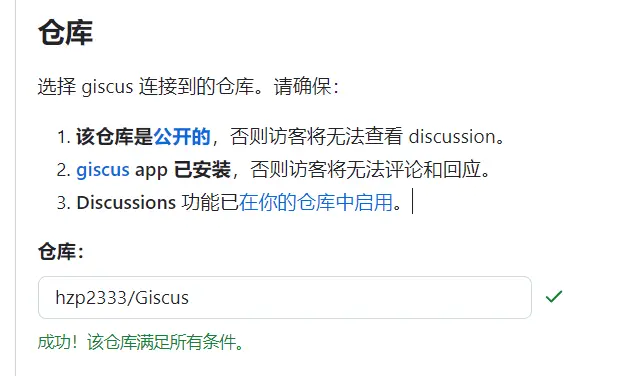 仓库
选择 giscus 连接到的仓库。请确保：
1. 该仓库是公开的，否则访客将无法查看 discussion。
2. giscus app 已安装，否则访客将无法评论和回应。
3. Discussions 功能已在你的仓库中启用。
仓库：
hzp2333/Giscus
成功！该仓库满足所有条件。